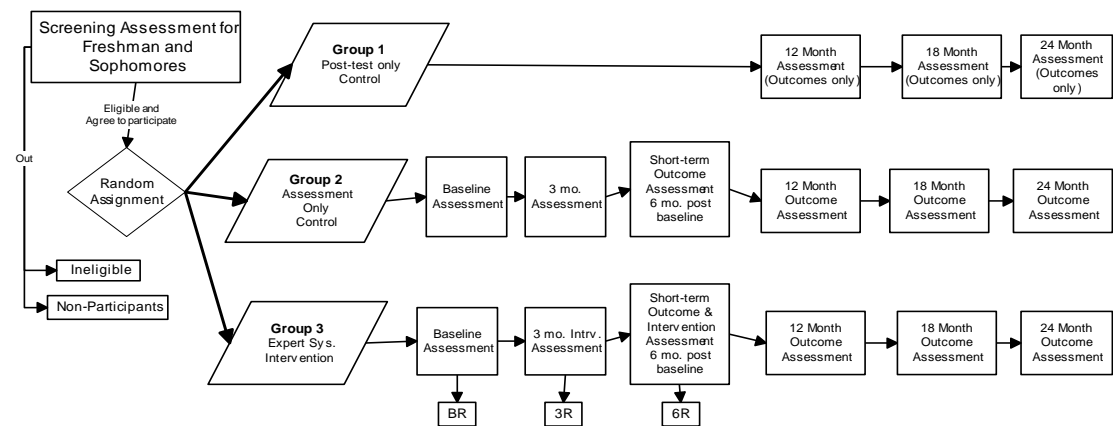 Screening Assessment for
Freshman and
Sophomores
Eligible and
Agree to participate
Out
Random
Assignment
Ineligible
Non-Participants
Group 1
Post-test only
Control
12 Month
Assessment
(Outcomes only)
18 Month
Assessment
(Outcomes only)
24 Month
Assessment
(Outcomes
only)
Group 2
Assessment
Only
Control
Baseline
Assessment
3 mo.
Assessment
Short-term
Outcome
Assessment
6 mo. post
baseline
12 Month
Outcome
Assessment
18 Month
Outcome
Assessment
24 Month
Outcome
Assessment
Group 3
Expert Sys.
Intervention
Baseline
Assessment
3 mo. Intrv.
Assessment
Short-term
Outcome &
Intervention
Assessment
6 mo. post
baseline
12 Month
Outcome
Assessment
18 Month
Outcome
Assessment
24 Month
Outcome
Assessment
BR
3R
6R